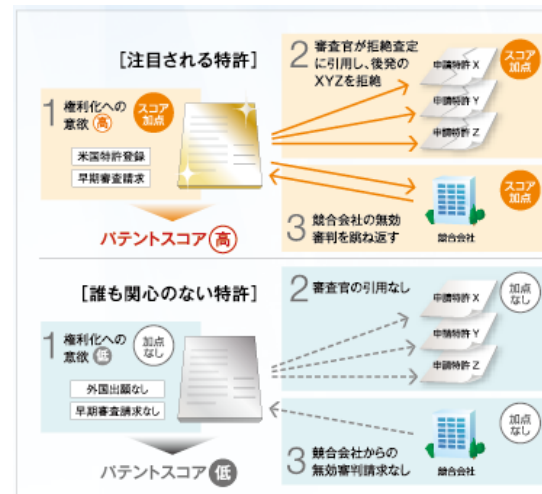 [注目される特許]
1 権利化への
意欲 高
スコア
加点
米国特許登録
早期審査請求
パテントスコア 高
2 審査官が拒絶査定
に引用し、後発の
XYZを拒絶
申請特許 X
申請特許 Y
申請特許 Z
スコア
加点
3 競合会社の無効
審判を跳ね返す
競合会社
スコア
加点
[誰も関心のない特許]
1 権利化への
意欲 低
加点
なし
外国出願なし
早期審査請求なし
パテントスコア 低
2 審査官の引用なし
申請特許 X
申請特許 Y
申請特許 Z
加点
なし
3 競合会社からの
無効審判請求なし
競合会社
加点
なし